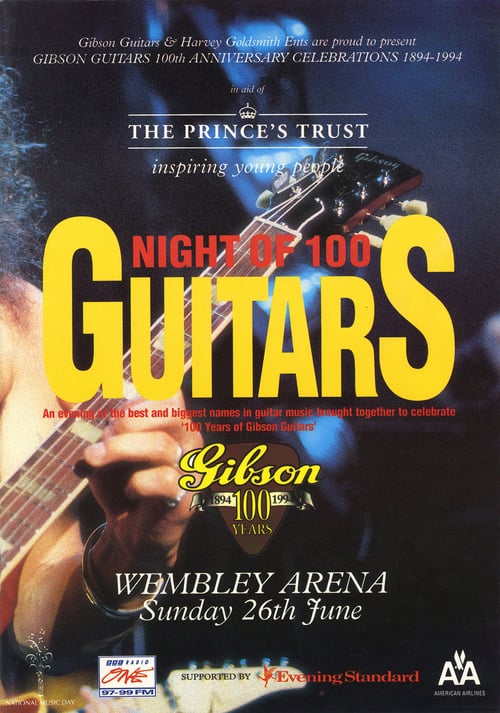 Gibson Guitars & Harvey Goldsmith Ents are proud to present
GIBSON GUITARS 100th ANNIVERSARY CELEBRATIONS 1894-1994
in aid of
THE PRINCE'S TRUST
inspiring young people
Gibson
NIGHT OF 100
GUITARS
An evening of the best and biggest names in guitar music brought together to celebrate
'100 Years of Gibson Guitars'
Gibson
1894 100 1994
YEARS
WEMBLEY ARENA
Sunday 26th June
BBC RADIO
ONE
97-99 FM
SUPPORTED BY Evening Standard
AA
AMERICAN AIRLINES
NATIONAL MUSIC DAY